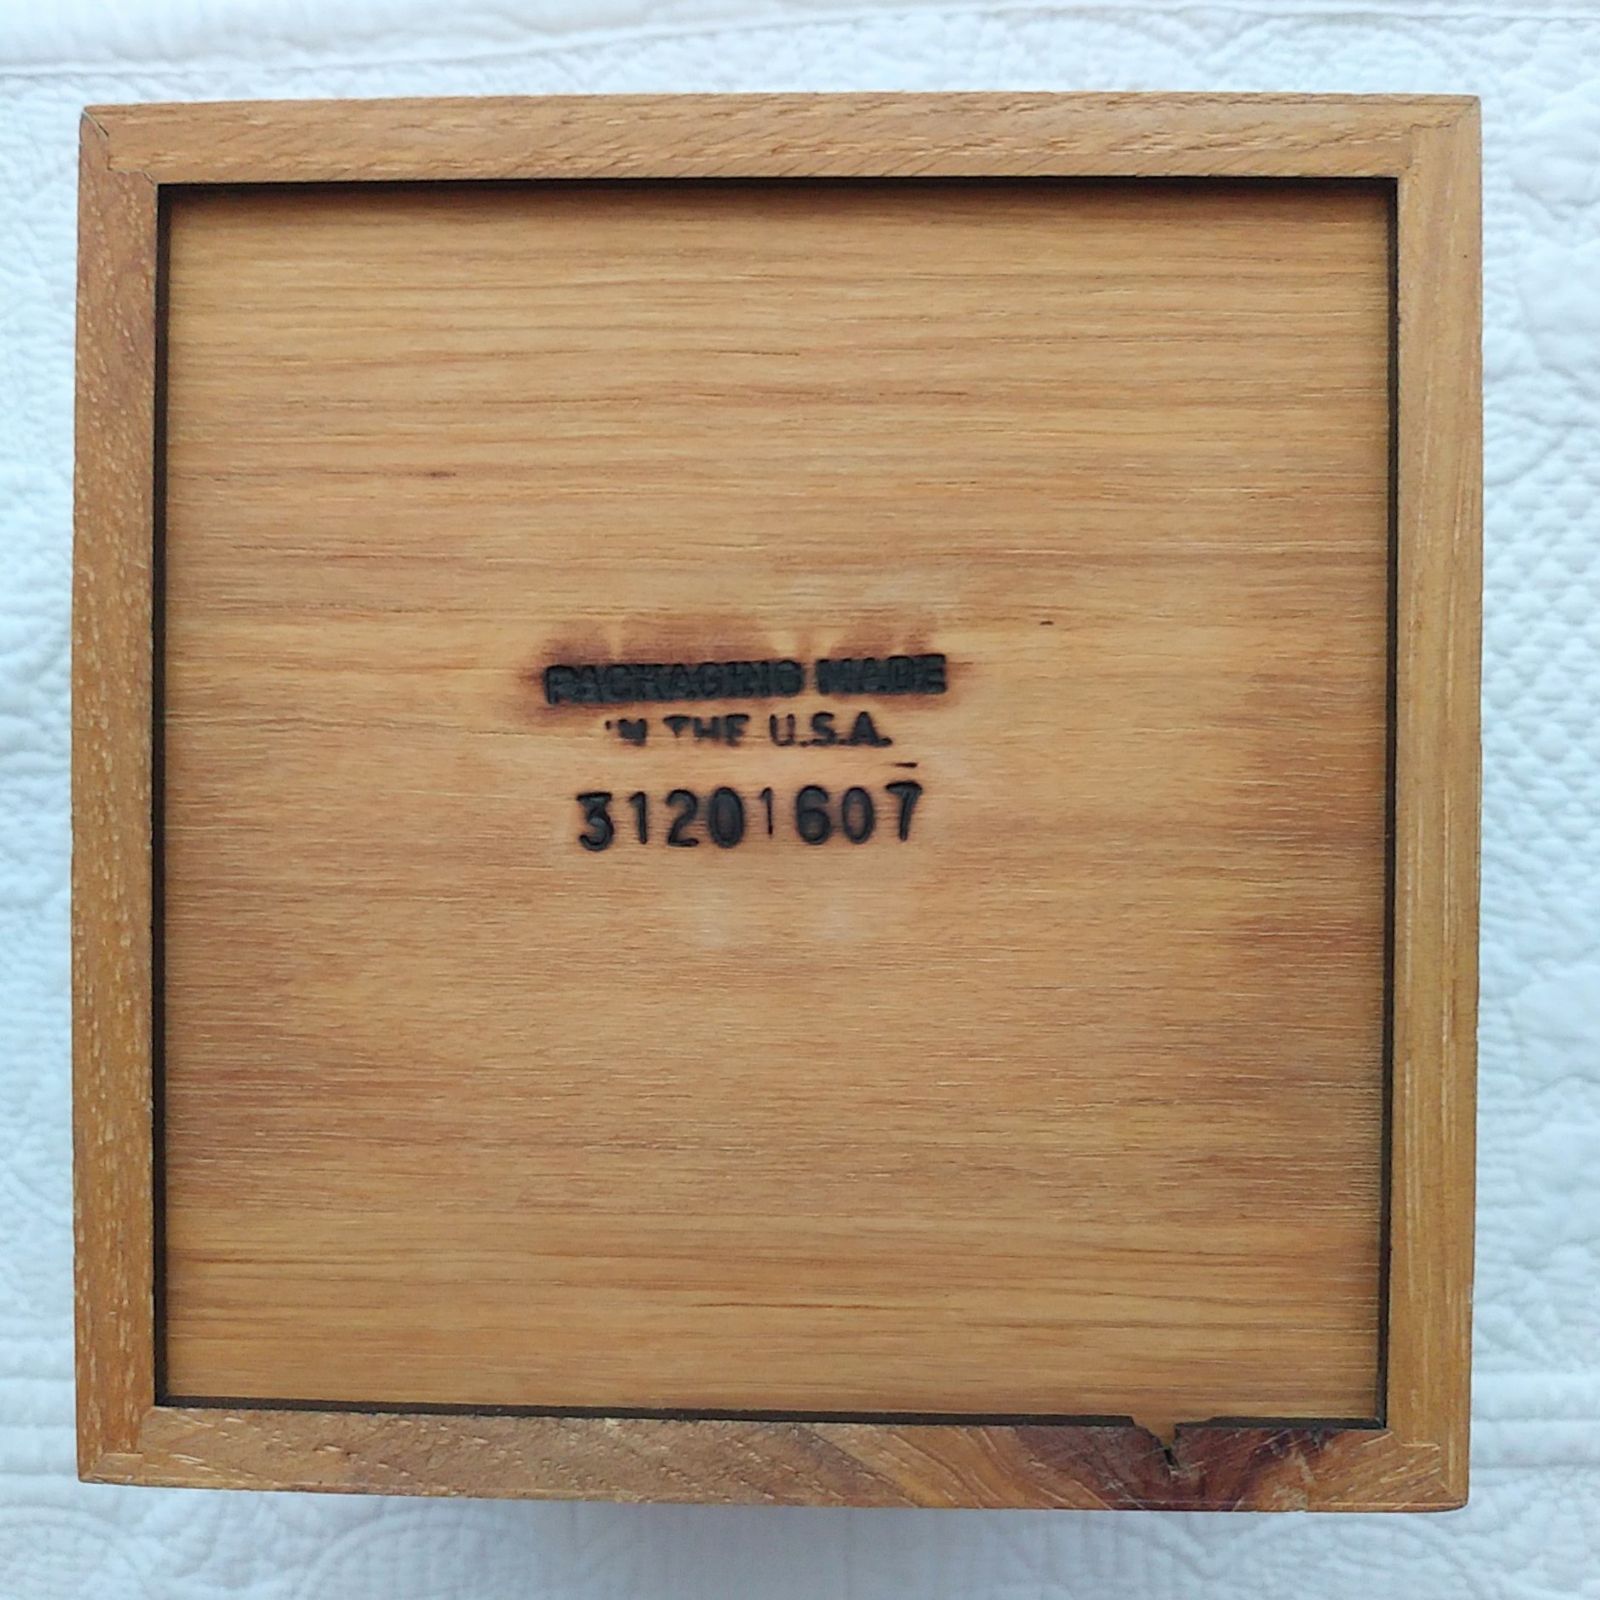 PACKAGING MADE
IN THE U.S.A.
31201607